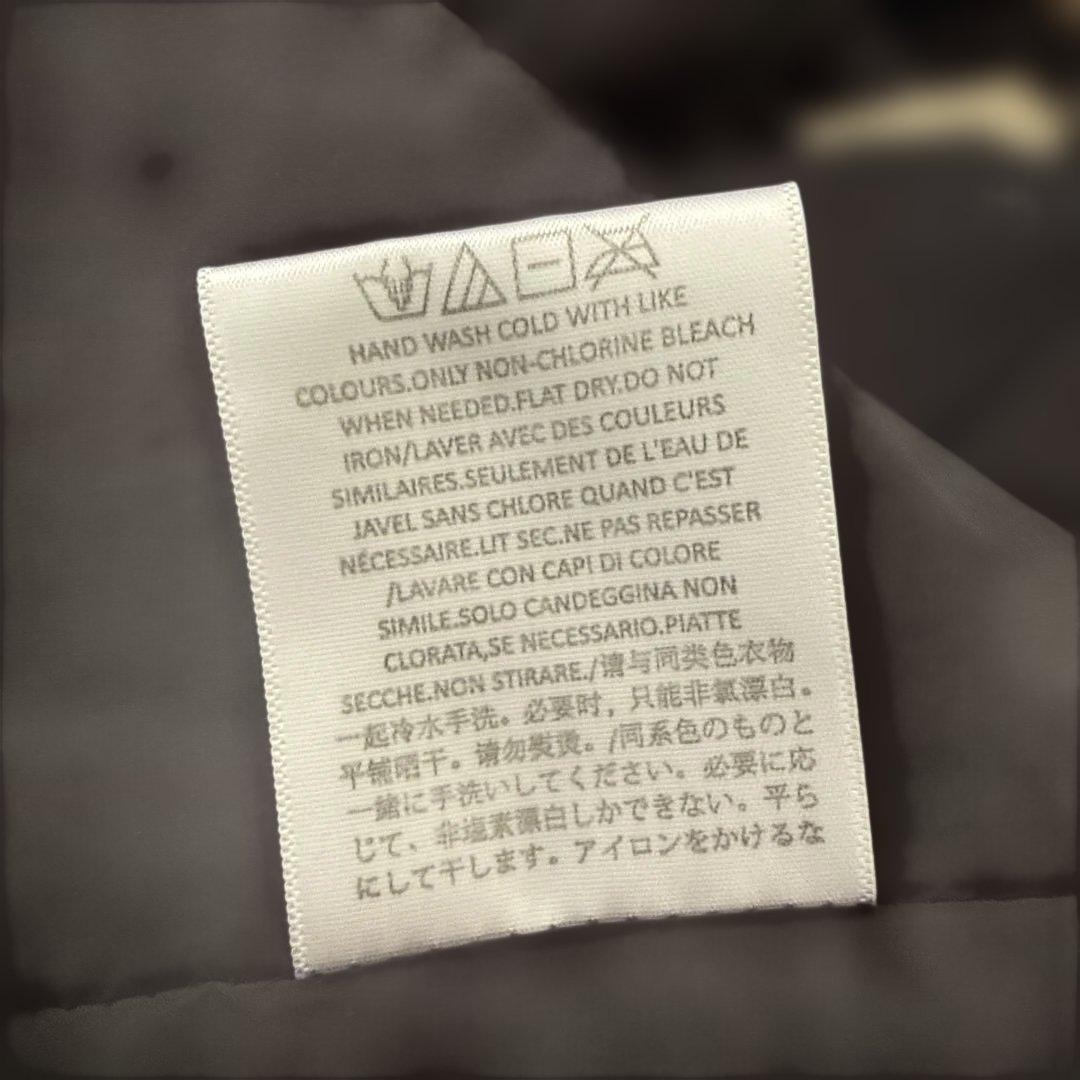 HAND WASH COLD WITH LIKE
COLOURS.ONLY NON-CHLORINE BLEACH
WHEN NEEDED.FLAT DRY.DO NOT
IRON/LAVER AVEC DES COULEURS
SIMILAIRES.SEULEMENT DE L'EAU DE
JAVEL SANS CHLORE QUAND C'EST
NÉCESSAIRE.LIT SEC.NE PAS REPASSER
/LAVARE CON CAPI DI COLORE
SIMILE.SOLO CANDEGGINA NON
CLORATA,SE NECESSARIO.PIATTE
SECCHE.NON STIRARE./请与同类色衣物
一起冷水手洗。必要时，只能非氯漂白。
平铺晒干。请勿熨烫。/同系色のものと
一緒に手洗いしてください。必要に応
じて、非塩素漂白しかできない。平ら
にして干します。アイロンをかけるな